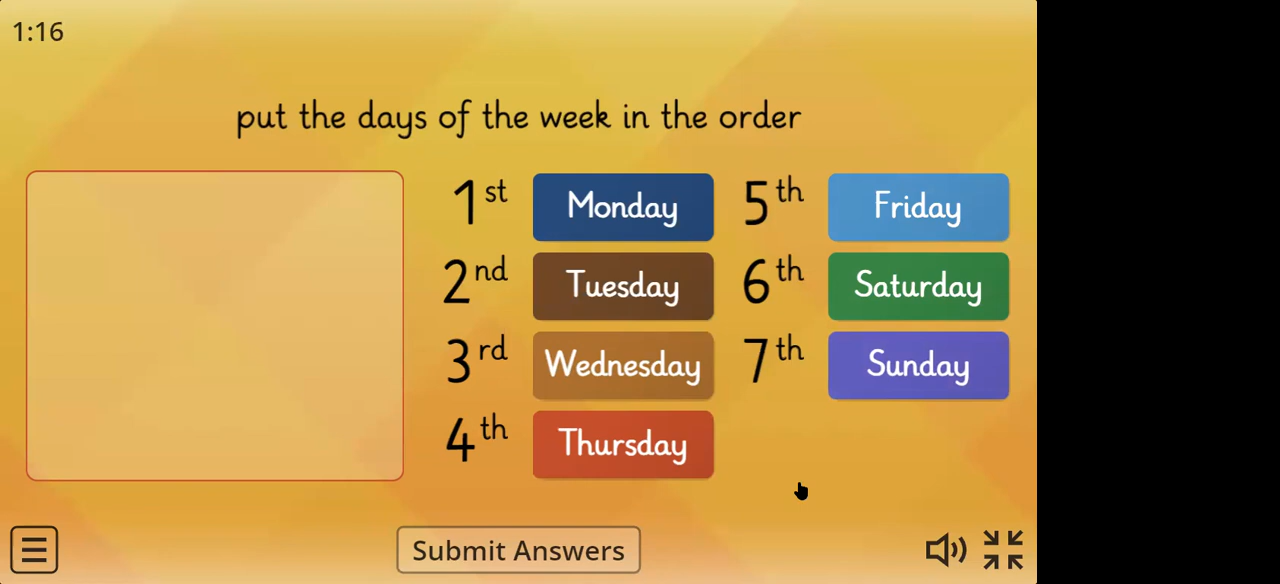 1:16
put the days of the week in the order
1st Monday
2nd Tuesday
3rd Wednesday
4th Thursday
5th Friday
6th Saturday
7th Sunday
Submit Answers